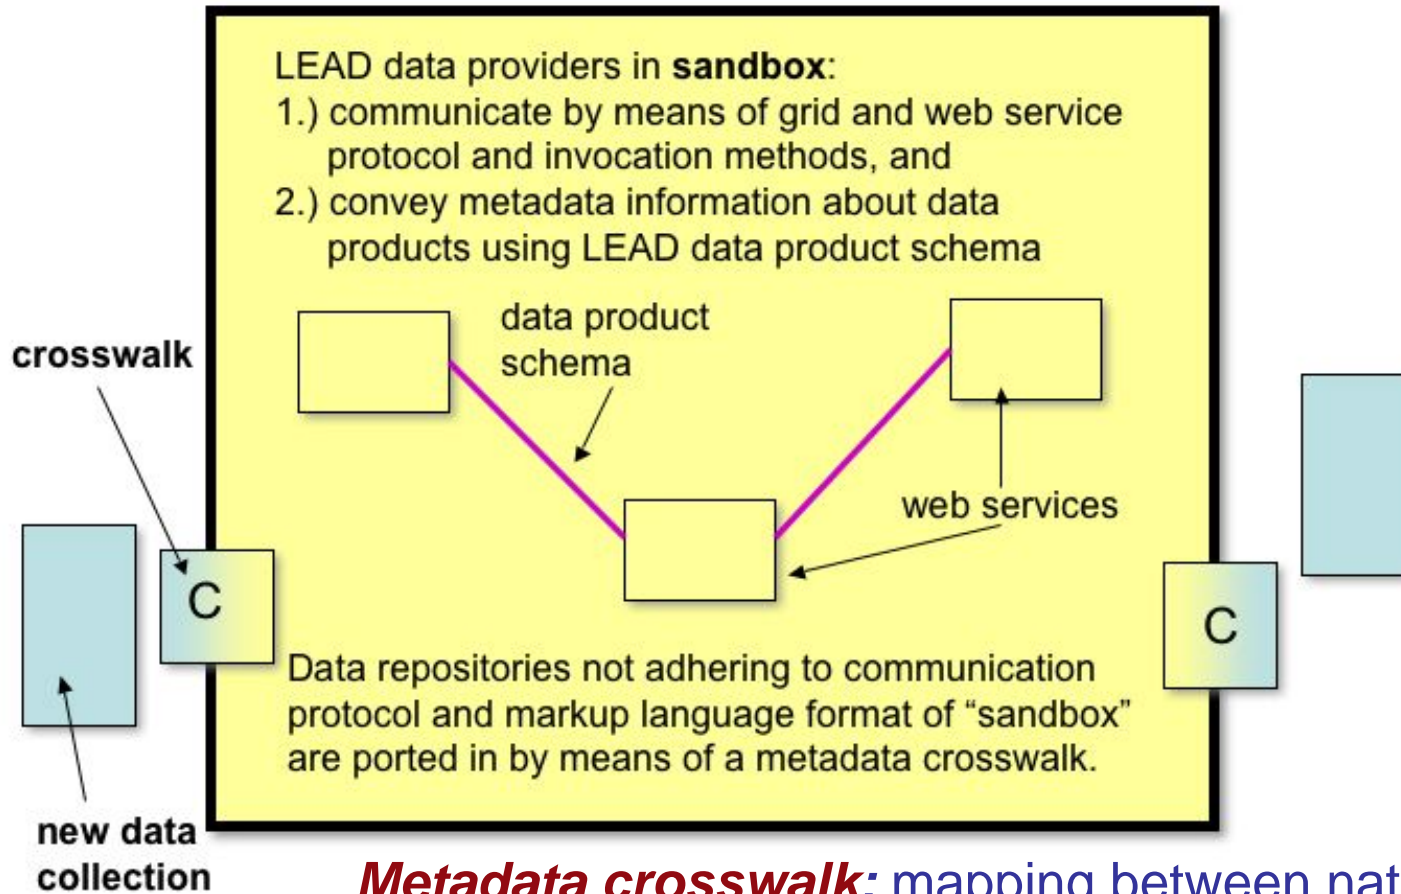 LEAD data providers in sandbox:
1.) communicate by means of grid and web service
protocol and invocation methods, and
2.) convey metadata information about data
products using LEAD data product schema
data product
schema
crosswalk
web services
C
C
Data repositories not adhering to communication
protocol and markup language format of “sandbox”
are ported in by means of a metadata crosswalk.
new data
collection
Metadata crosswalk: mapping between